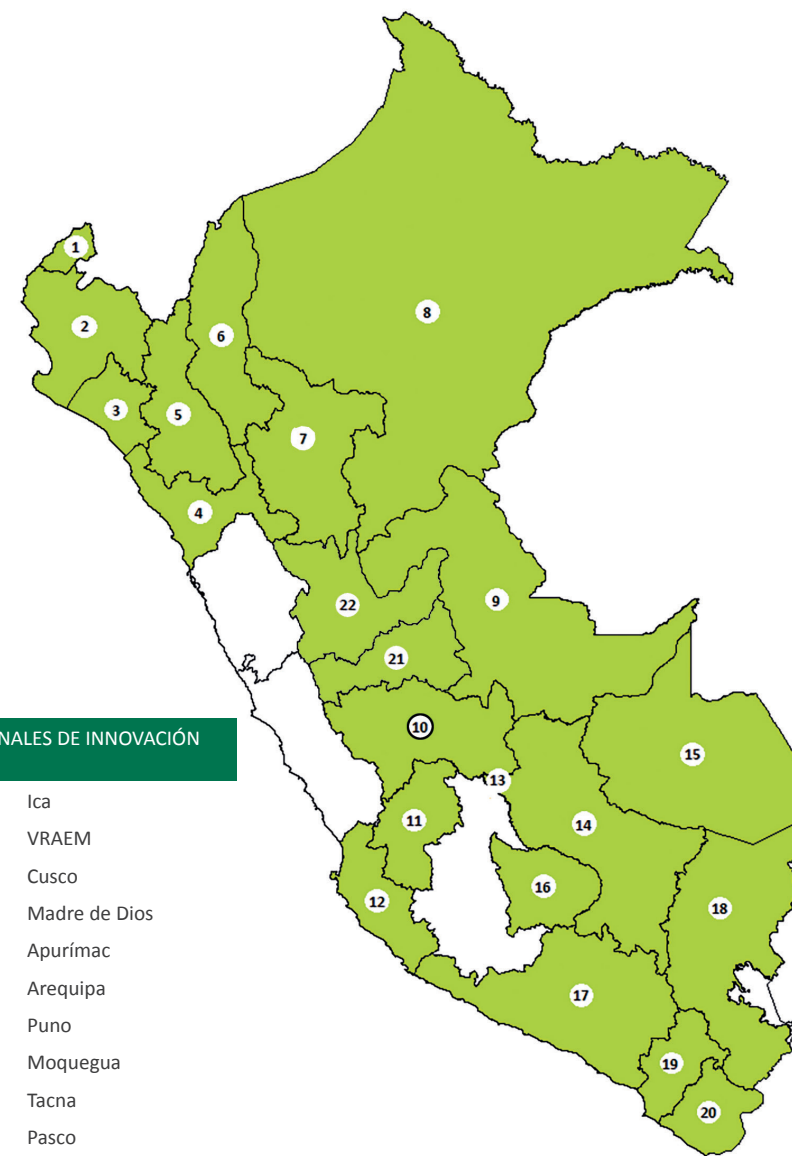 1
2
6
8
3
5
7
4
22
9
21
10
NALES DE INNOVACIÓN
15
13
Ica
11
14
VRAEM
Cusco
16
12
18
Madre de Dios
Apurímac
Arequipa
17
Puno
Moquegua
19
Tacna
20
Pasco